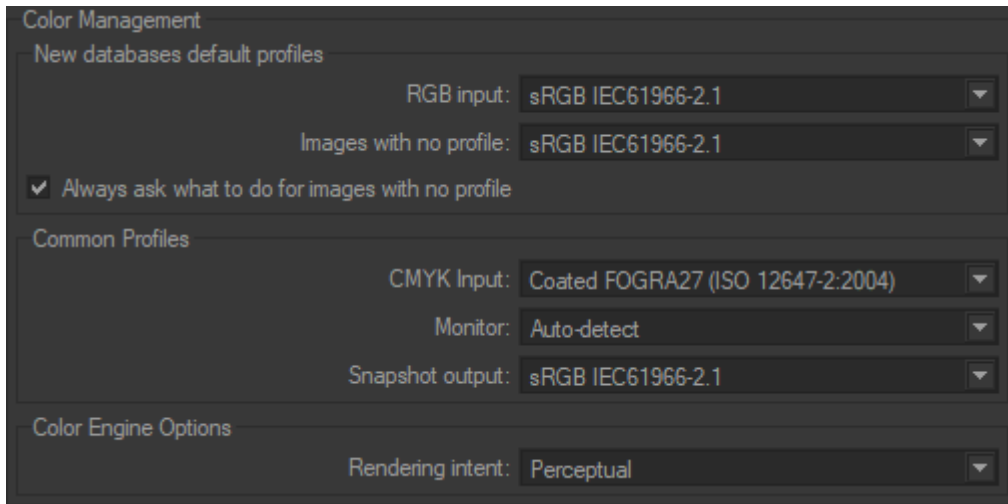 Color Management
New databases default profiles
RGB input: sRGB IEC61966-2.1
Images with no profile: sRGB IEC61966-2.1
Always ask what to do for images with no profile
Common Profiles
CMYK Input: Coated FOGRA27 (ISO 12647-2:2004)
Monitor: Auto-detect
Snapshot output: sRGB IEC61966-2.1
Color Engine Options
Rendering intent: Perceptual